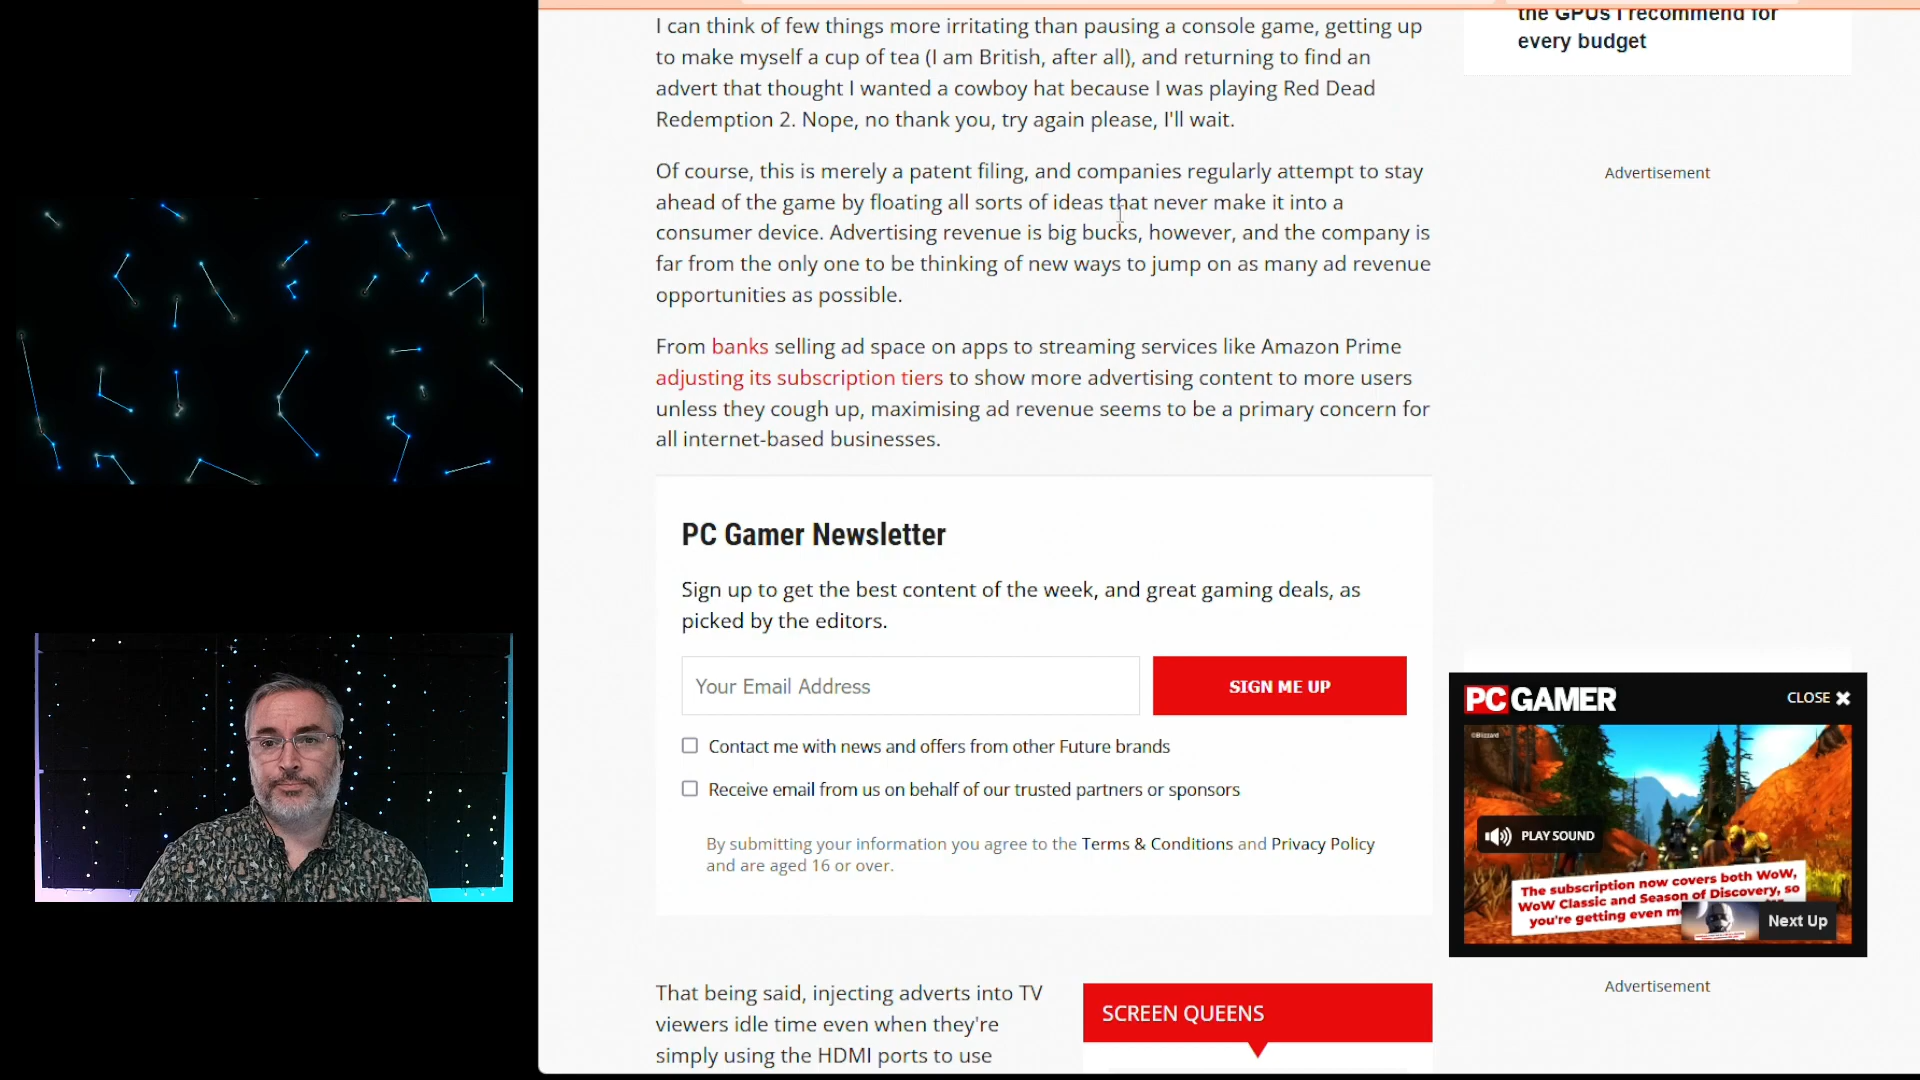 I can think of few things more irritating than pausing a console game, getting up
to make myself a cup of tea (I am British, after all), and returning to find an
advert that thought I wanted a cowboy hat because I was playing Red Dead
Redemption 2. Nope, no thank you, try again please, I'll wait.
Of course, this is merely a patent filing, and companies regularly attempt to stay
ahead of the game by floating all sorts of ideas that never make it into a
consumer device. Advertising revenue is big bucks, however, and the company is
far from the only one to be thinking of new ways to jump on as many ad revenue
opportunities as possible.
From banks selling ad space on apps to streaming services like Amazon Prime
adjusting its subscription tiers to show more advertising content to more users
unless they cough up, maximising ad revenue seems to be a primary concern for
all internet-based businesses.
PC Gamer Newsletter
Sign up to get the best content of the week, and great gaming deals, as
picked by the editors.
Your Email Address
SIGN ME UP
Contact me with news and offers from other Future brands
Receive email from us on behalf of our trusted partners or sponsors
By submitting your information you agree to the Terms & Conditions and Privacy Policy
and are aged 16 or over.
That being said, injecting adverts into TV
viewers idle time even when they're
simply using the HDMI ports to use
SCREEN QUEENS
the GPUs I recommend for
every budget
Advertisement
PC GAMER
CLOSE
©Blizzard
PLAY SOUND
The subscription now covers both WoW,
WoW Classic and Season of Discovery, so
you're getting even
Next Up
Advertisement